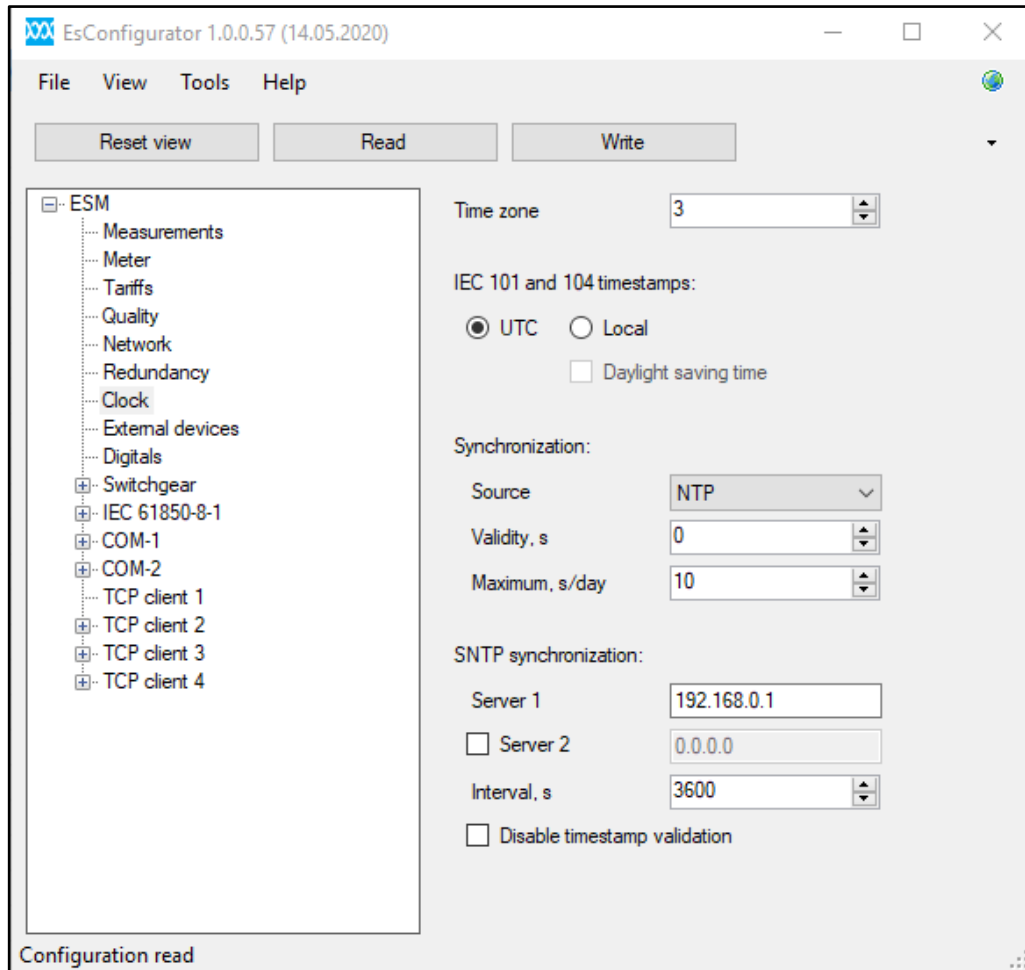 EsConfigurator 1.0.0.57 (14.05.2020)
File View Tools Help
Reset view Read Write
ESM
Measurements
Meter
Tariffs
Quality
Network
Redundancy
Clock
External devices
Digitals
Switchgear
IEC 61850-8-1
COM-1
COM-2
TCP client 1
TCP client 2
TCP client 3
TCP client 4
Time zone 3
IEC 101 and 104 timestamps:
UTC Local
Daylight saving time
Synchronization:
Source NTP
Validity, s 0
Maximum, s/day 10
SNTP synchronization:
Server 1 192.168.0.1
Server 2 0.0.0.0
Interval, s 3600
Disable timestamp validation
Configuration read